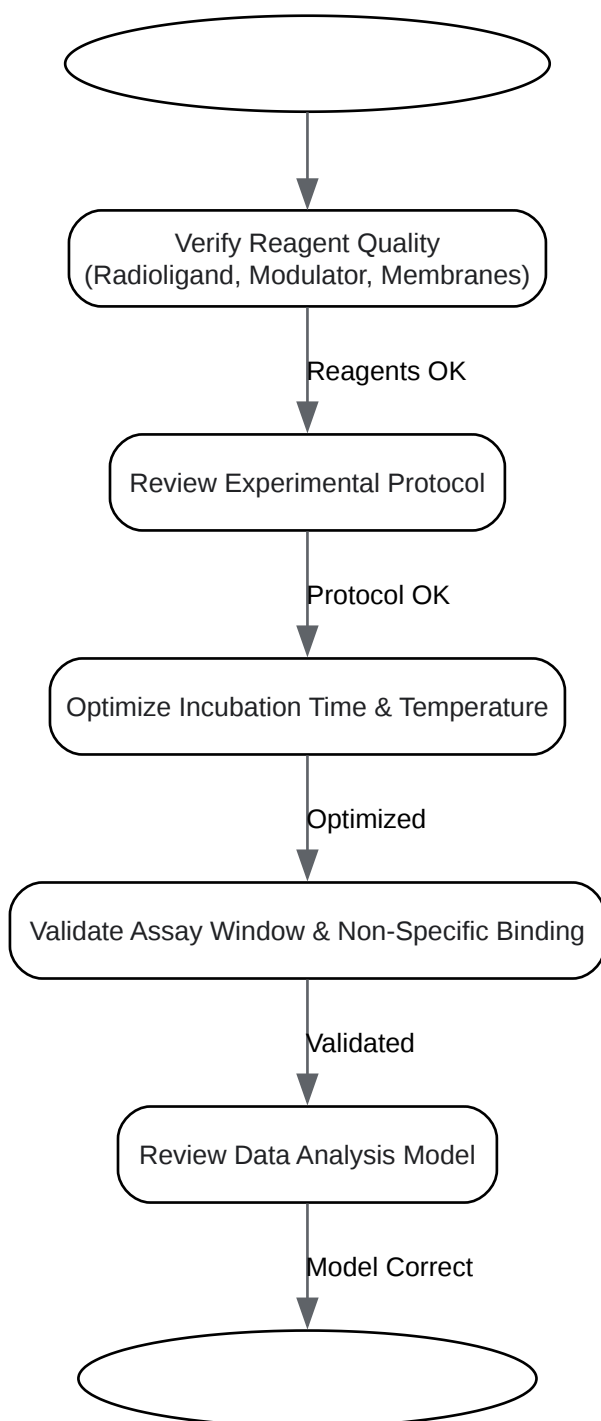 Verify Reagent Quality
(Radioligand, Modulator, Membranes)
Reagents OK
Review Experimental Protocol
Protocol OK
Optimize Incubation Time & Temperature
Optimized
Validate Assay Window & Non-Specific Binding
Validated
Review Data Analysis Model
Model Correct